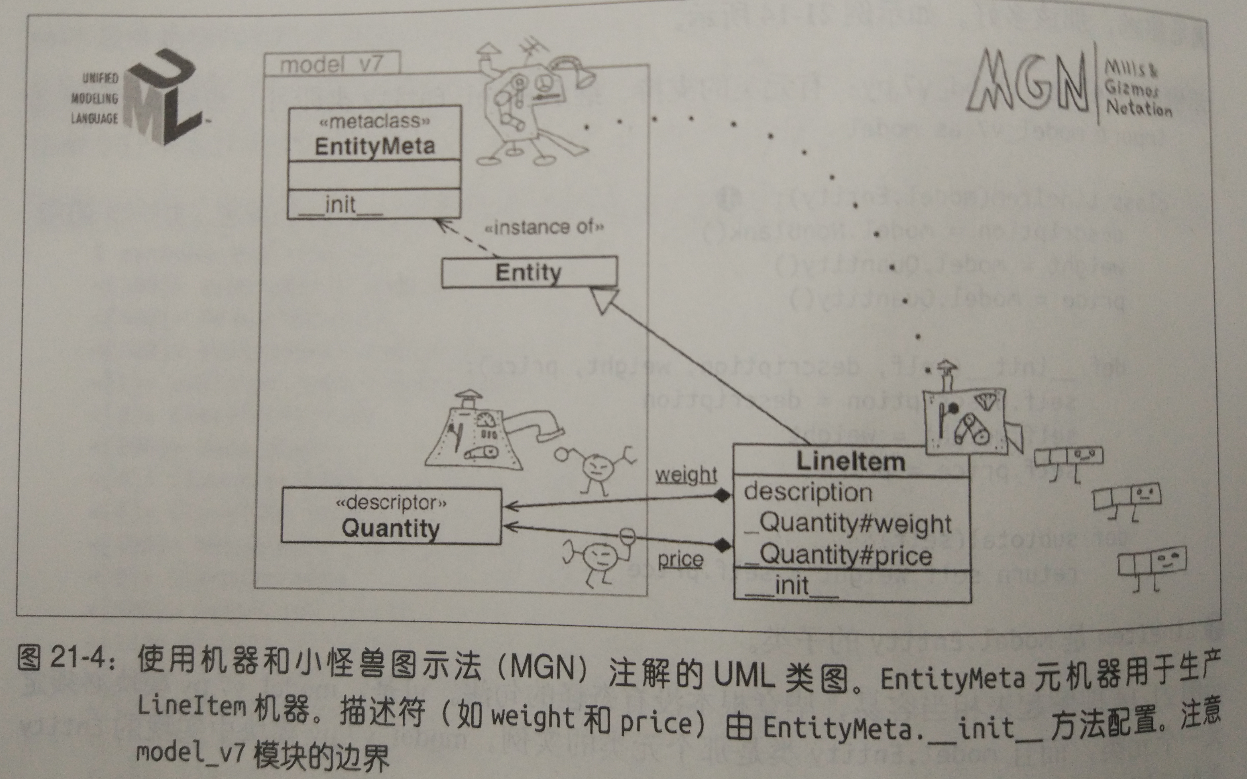 UNIFIED
MODELING
LANGUAGE
UML
™
model_v7
MGN
Mills &
Gizmos
Notation
«metaclass»
EntityMeta
__init__
«instance of»
Entity
«descriptor»
Quantity
weight
price
LineItem
description
_Quantity#weight
_Quantity#price
__init__
图 21-4:使用机器和小怪兽图示法(MGN)注解的 UML 类图。EntityMeta 元机器用于生产
LineItem 机器。描述符(如 weight 和 price)由 EntityMeta.__init__ 方法配置。注意
model_v7 模块的边界